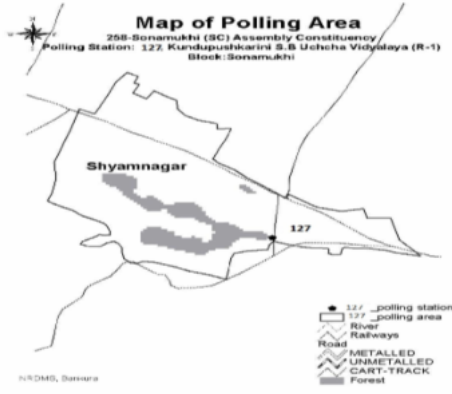 Map of Polling Area
258-Sonamukhi (SC) Assembly Constituency
Polling Station: 127, Kundupushkarini S.B Uchcha Vidyalaya (R-1)
Block:Sonamukhi
Shyamnagar
127
127 _polling station
127 _polling area
River
Railways
Road
METALLED
UNMETALLED
CART-TRACK
Forest
NRDMS, Bankura